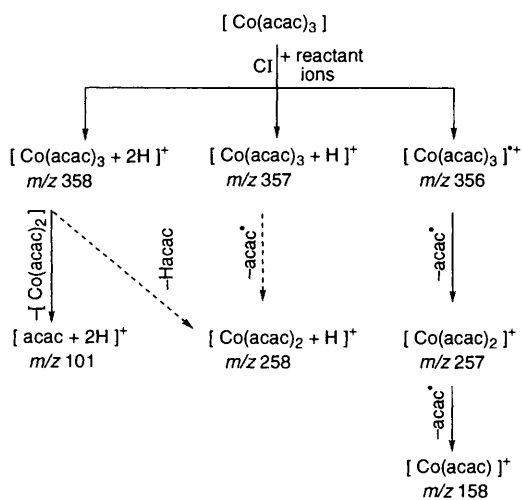 [ Co(acac)₃ ]
CI + reactant ions
[ Co(acac)₃ + 2H ]⁺ [ Co(acac)₃ + H ]⁺ [ Co(acac)₃ ]•⁺
m/z 358 m/z 357 m/z 356
–[ Co(acac)₂ ] –Hacac –acac• –acac•
[ acac + 2H ]⁺ [ Co(acac)₂ + H ]⁺ [ Co(acac)₂ ]⁺
m/z 101 m/z 258 m/z 257
–acac•
[ Co(acac) ]⁺
m/z 158